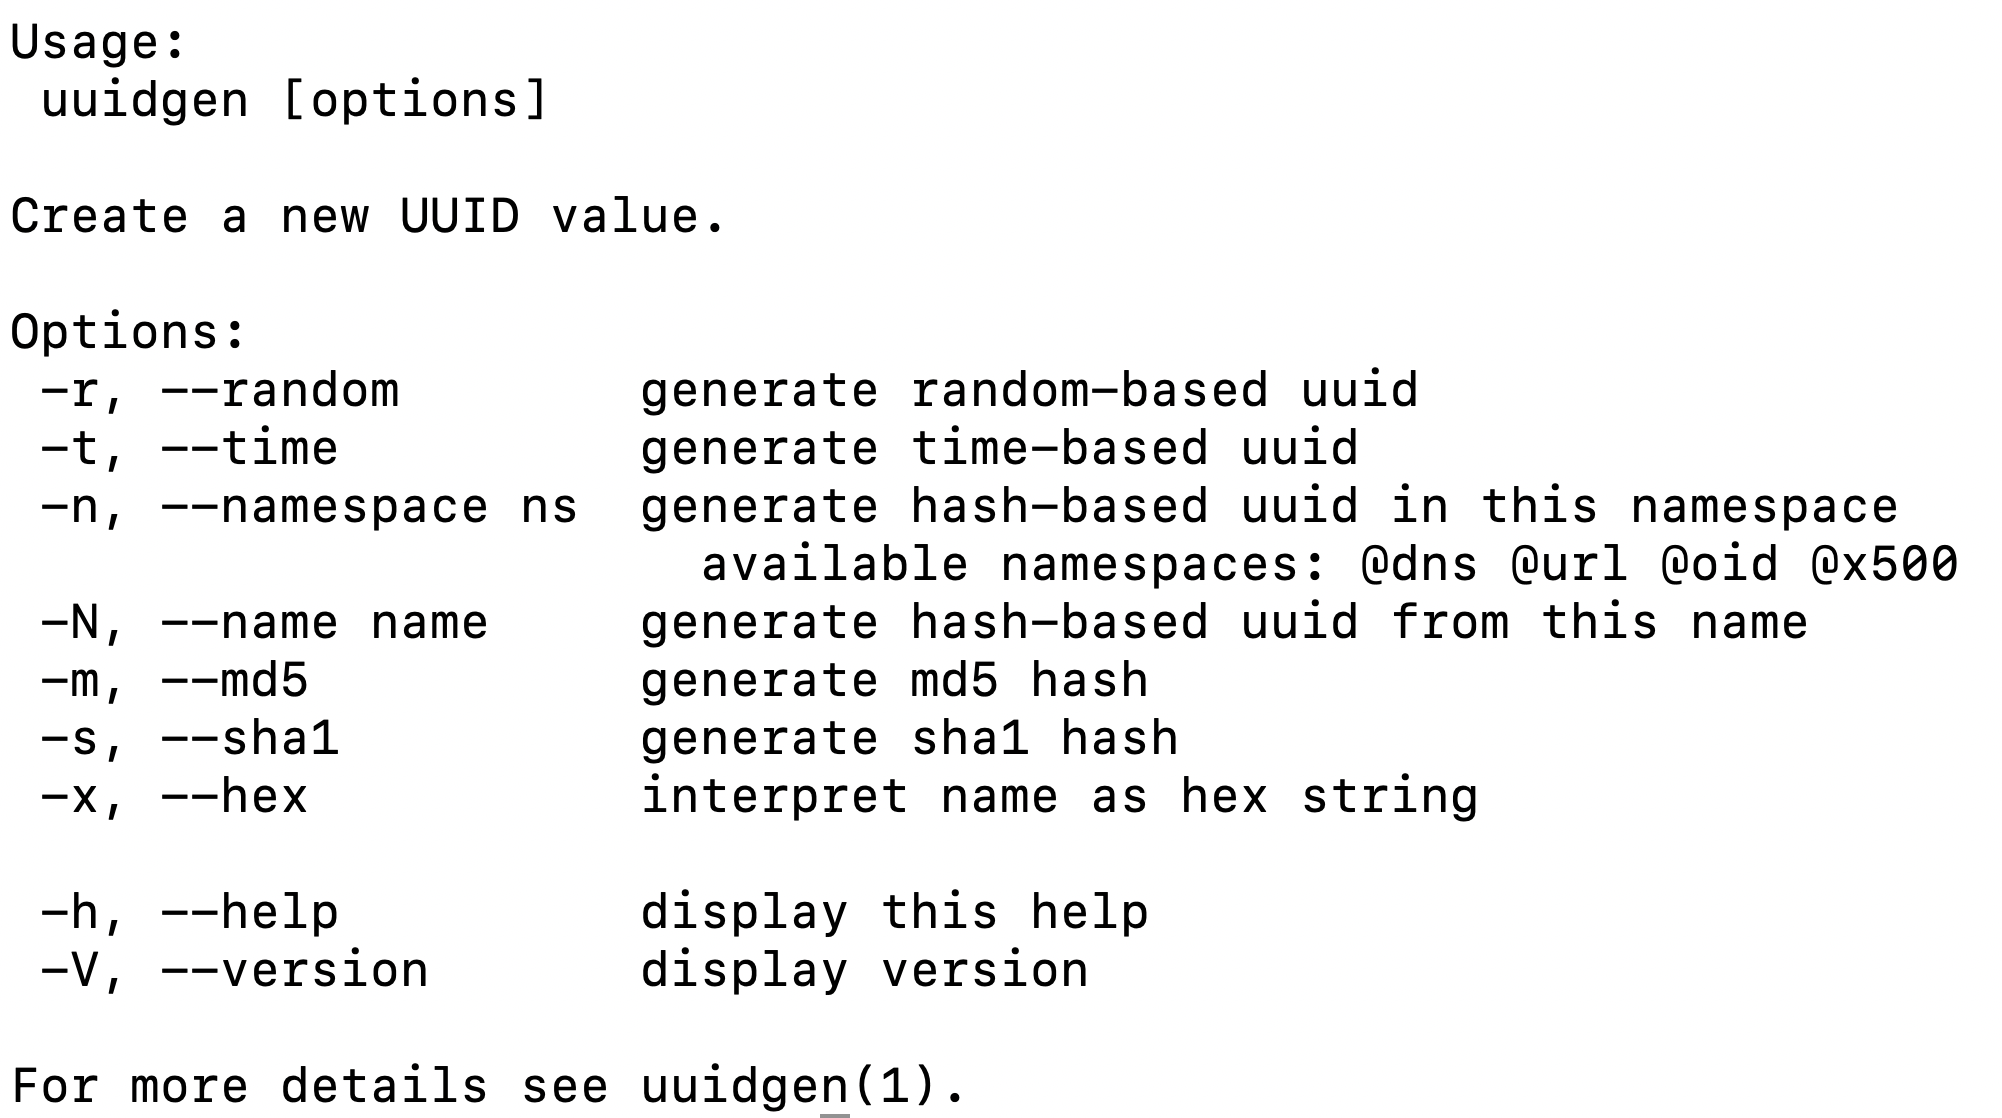 Usage:
 uuidgen [options]

Create a new UUID value.

Options:
 -r, --random        generate random-based uuid
 -t, --time          generate time-based uuid
 -n, --namespace ns  generate hash-based uuid in this namespace
                       available namespaces: @dns @url @oid @x500
 -N, --name name     generate hash-based uuid from this name
 -m, --md5           generate md5 hash
 -s, --sha1          generate sha1 hash
 -x, --hex           interpret name as hex string

 -h, --help          display this help
 -V, --version       display version

For more details see uuidgen(1).